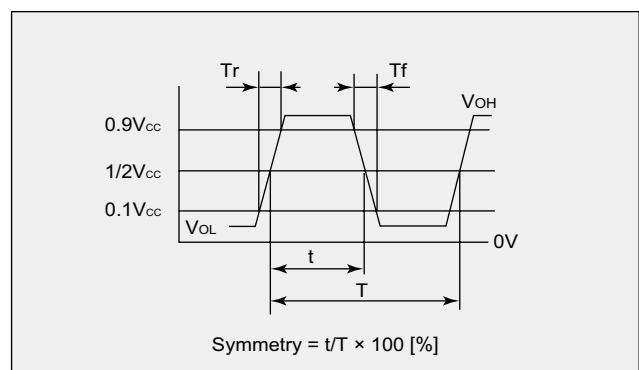 Tr Tf
VOH
0.9Vcc
1/2Vcc
0.1Vcc
VOL
0V
t
T
Symmetry = t/T × 100 [%]